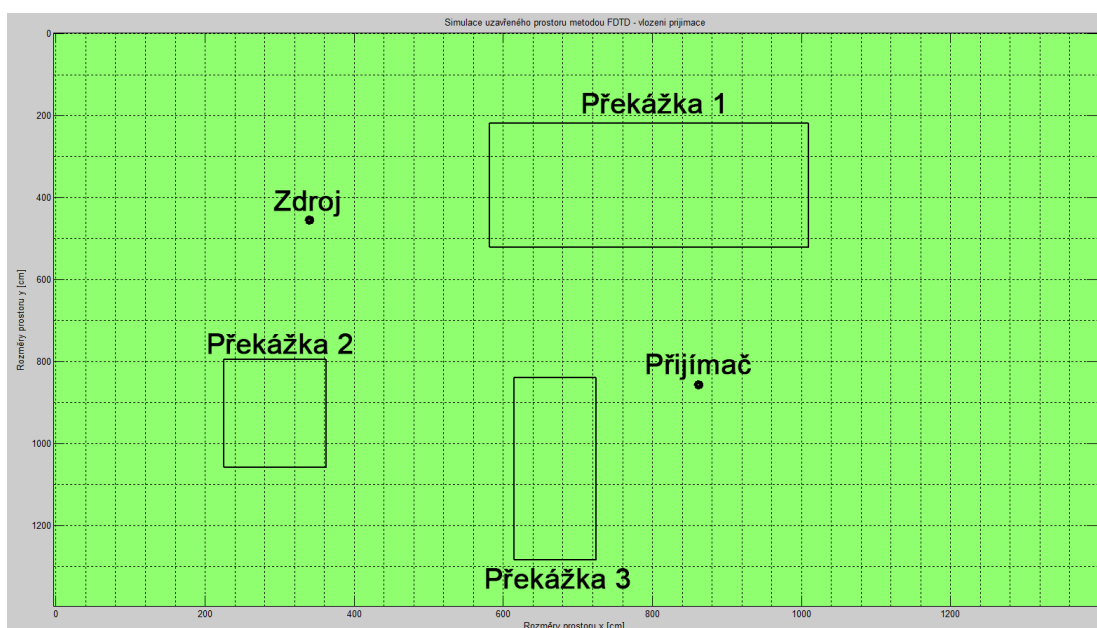 Simulace uzavřeného prostoru metodou FDTD - vlozeni prijimace
0
200
400
600
800
1000
1200
Rozměry prostoru y [cm]
Překážka 1
Zdroj
Překážka 2
Přijímač
Překážka 3
0 200 400 600 800 1000 1200
Rozměry prostoru x [cm]